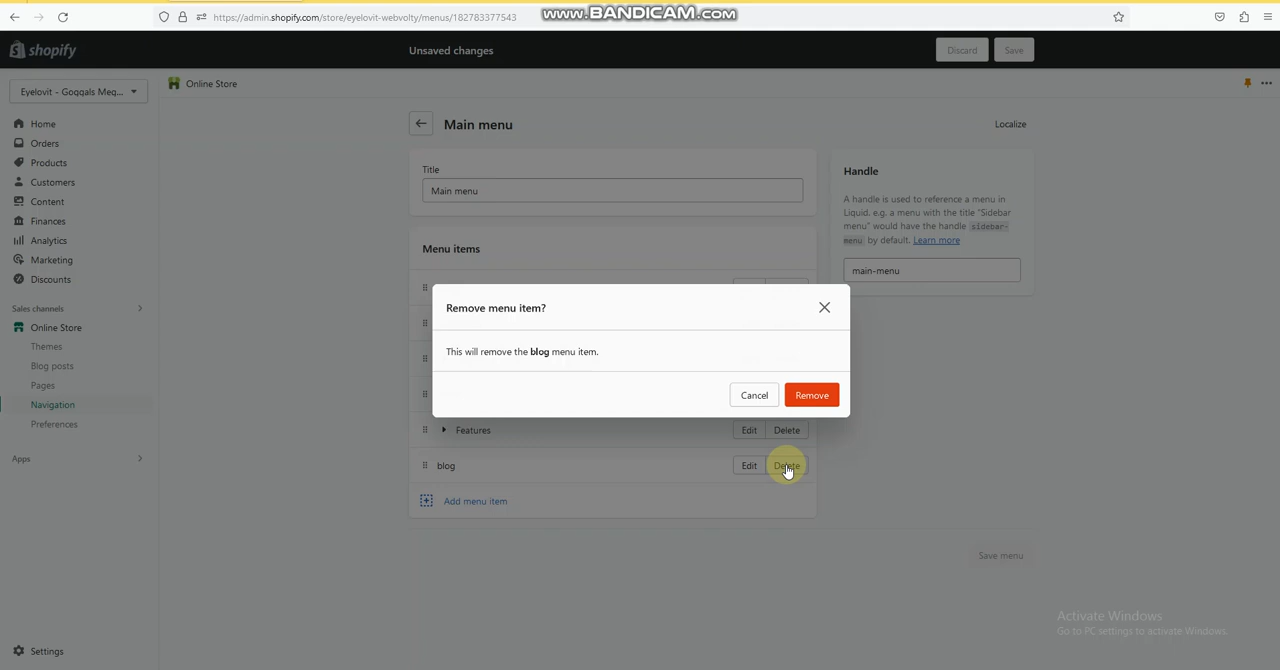 https://admin.shopify.com/store/eyelovit-webvolty/menus/182783377543
www.BANDICAM.com
shopify
Unsaved changes
Discard
Save
Eyelovit - Goqqals Meg...
Online Store
Home
Orders
Products
Customers
Content
Finances
Analytics
Marketing
Discounts
Sales channels
Online Store
Themes
Blog posts
Pages
Navigation
Preferences
Apps
Settings
Main menu
Localize
Title
Main menu
Menu items
Handle
A handle is used to reference a menu in
Liquid. e.g. a menu with the title "Sidebar
menu" would have the handle sidebar-
menu by default. Learn more
main-menu
Remove menu item?
This will remove the blog menu item.
Cancel
Remove
Features
Edit
Delete
blog
Edit
Delete
Add menu item
Save menu
Activate Windows
Go to PC settings to activate Windows.